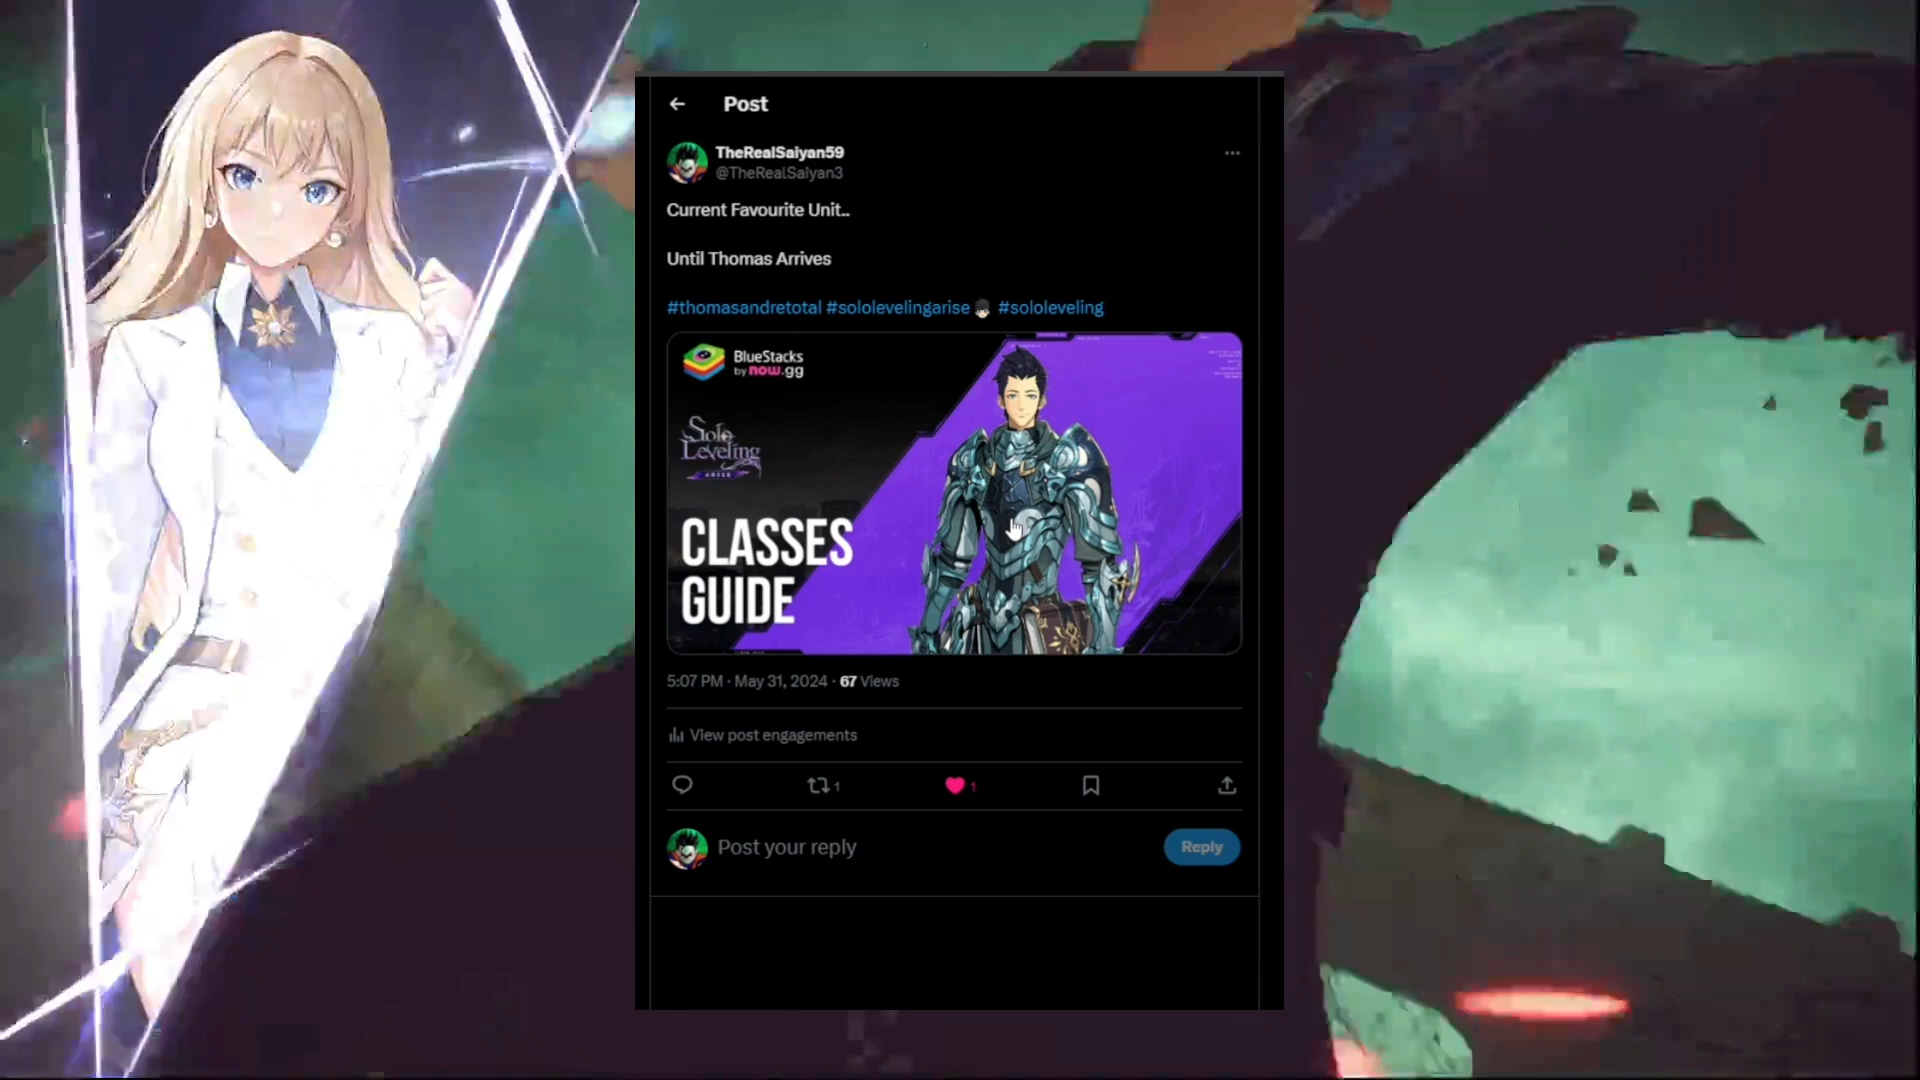 Post
TheRealSaiyan59
@TheRealSaiyan3
Current Favourite Unit..
Until Thomas Arrives
#thomasandretotal #sololevelingarise #sololeveling
BlueStacks
by now.gg
Solo
Leveling
ARISE
CLASSES
GUIDE
5:07 PM · May 31, 2024 · 67 Views
View post engagements
1 1
Post your reply
Reply